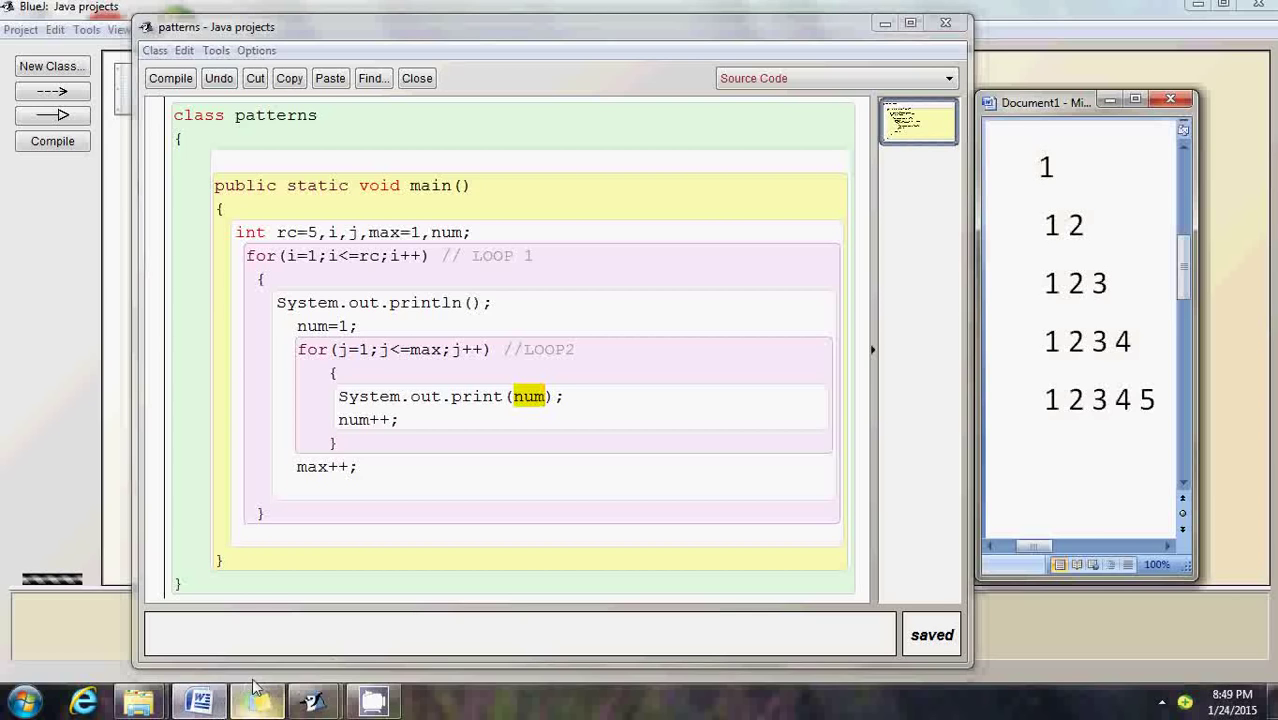 BlueJ: Java projects
Project Edit Tools View
New Class...
Compile
patterns - Java projects
Class Edit Tools Options
Compile Undo Cut Copy Paste Find... Close Source Code
class patterns
{
public static void main()
{
int rc=5,i,j,max=1,num;
for(i=1;i<=rc;i++) // LOOP 1
{
System.out.println();
num=1;
for(j=1;j<=max;j++) //LOOP2
{
System.out.print(num);
num++;
}
max++;
}
}
}
saved
Document1 - Mi...
1
1 2
1 2 3
1 2 3 4
1 2 3 4 5
100%
8:49 PM
1/24/2015